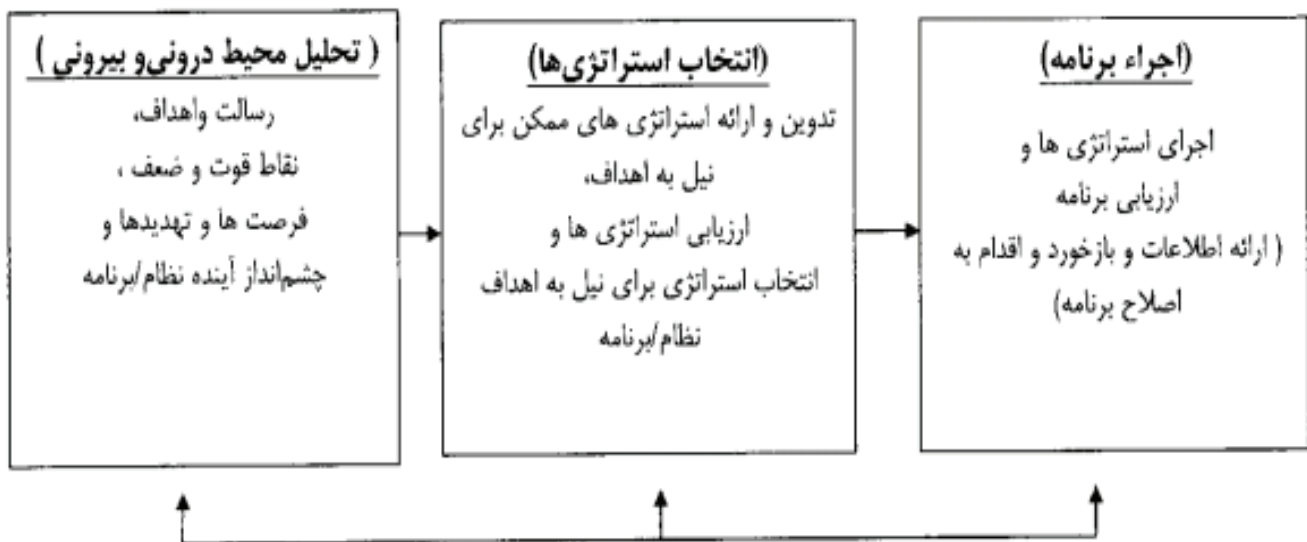 ( تحلیل محیط درونی‌و بیرونی )
رسالت واهداف،
نقاط قوت و ضعف ،
فرصت ها و تهدیدها و
چشم‌انداز آینده نظام/برنامه
(انتخاب استراتژی‌ها)
تدوین و ارائه استراتژی های ممکن برای
نیل به اهداف،
ارزیابی استراتژی ها و
انتخاب استراتژی برای نیل به اهداف
نظام/برنامه
(اجراء برنامه)
اجرای استراتژی ها و
ارزیابی برنامه
( ارائه اطلاعات و بازخورد و اقدام به
اصلاح برنامه)